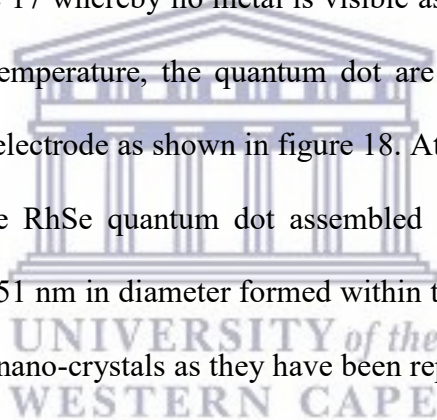 17 whereby no metal is visible as
emperature, the quantum dot are
electrode as shown in figure 18. At
e RhSe quantum dot assembled
51 nm in diameter formed within t
UNIVERSITY of the
nano-crystals as they have been rep
WESTERN CAPE